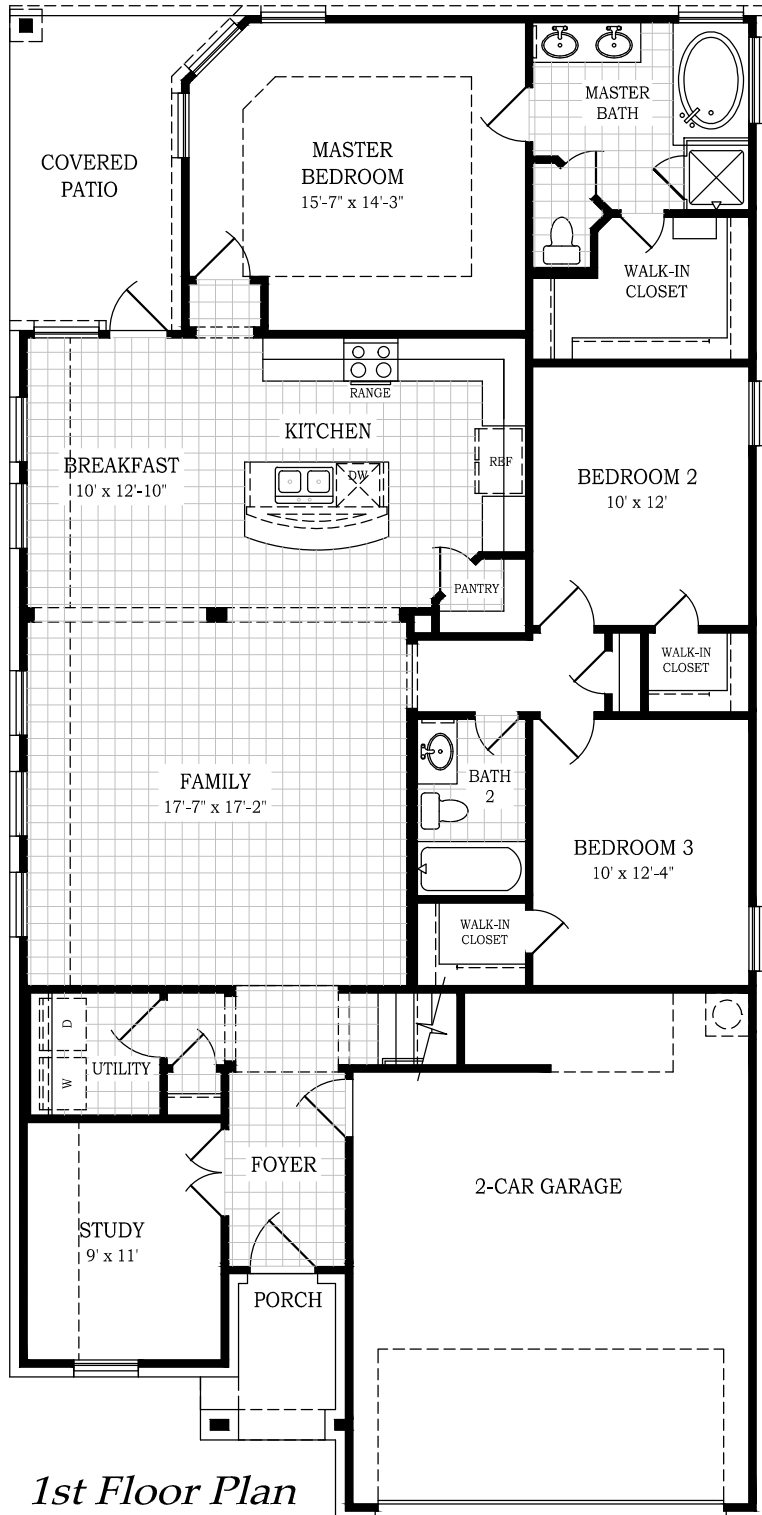 MASTER
BATH
COVERED
PATIO
MASTER
BEDROOM
15'-7" x 14'-3"
WALK-IN
CLOSET
RANGE
KITCHEN
BREAKFAST
10' x 12'-10"
REF
DW
BEDROOM 2
10' x 12'
PANTRY
WALK-IN
CLOSET
FAMILY
17'-7" x 17'-2"
BATH
2
BEDROOM 3
10' x 12'-4"
WALK-IN
CLOSET
D
W
UTILITY
FOYER
2-CAR GARAGE
STUDY
9' x 11'
PORCH
1st Floor Plan